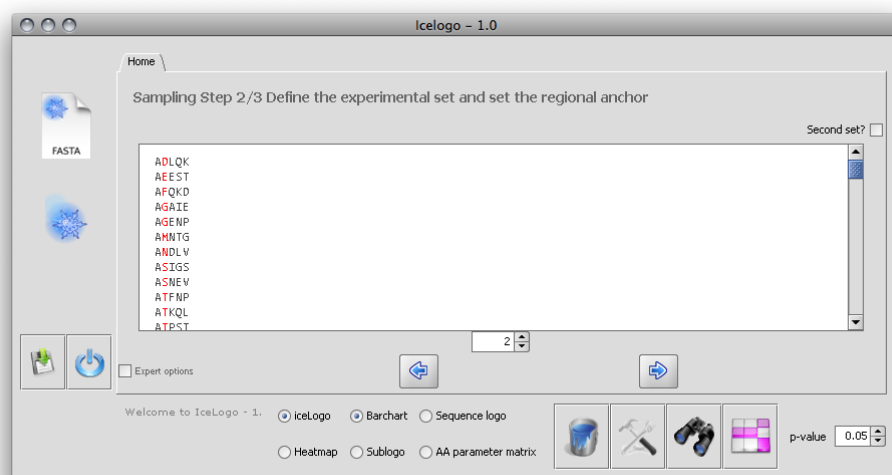 Icelogo - 1.0
Home
Sampling Step 2/3 Define the experimental set and set the regional anchor
Second set?
FASTA
ADLQK
AEEST
AFQKD
AGAIE
AGENP
AMNTG
ANDLV
ASIGS
ASNEV
ATFNP
ATKQL
ATPST
2
Expert options
Welcome to IceLogo - 1.
iceLogo Barchart Sequence logo
Heatmap Sublogo AA parameter matrix
p-value 0.05